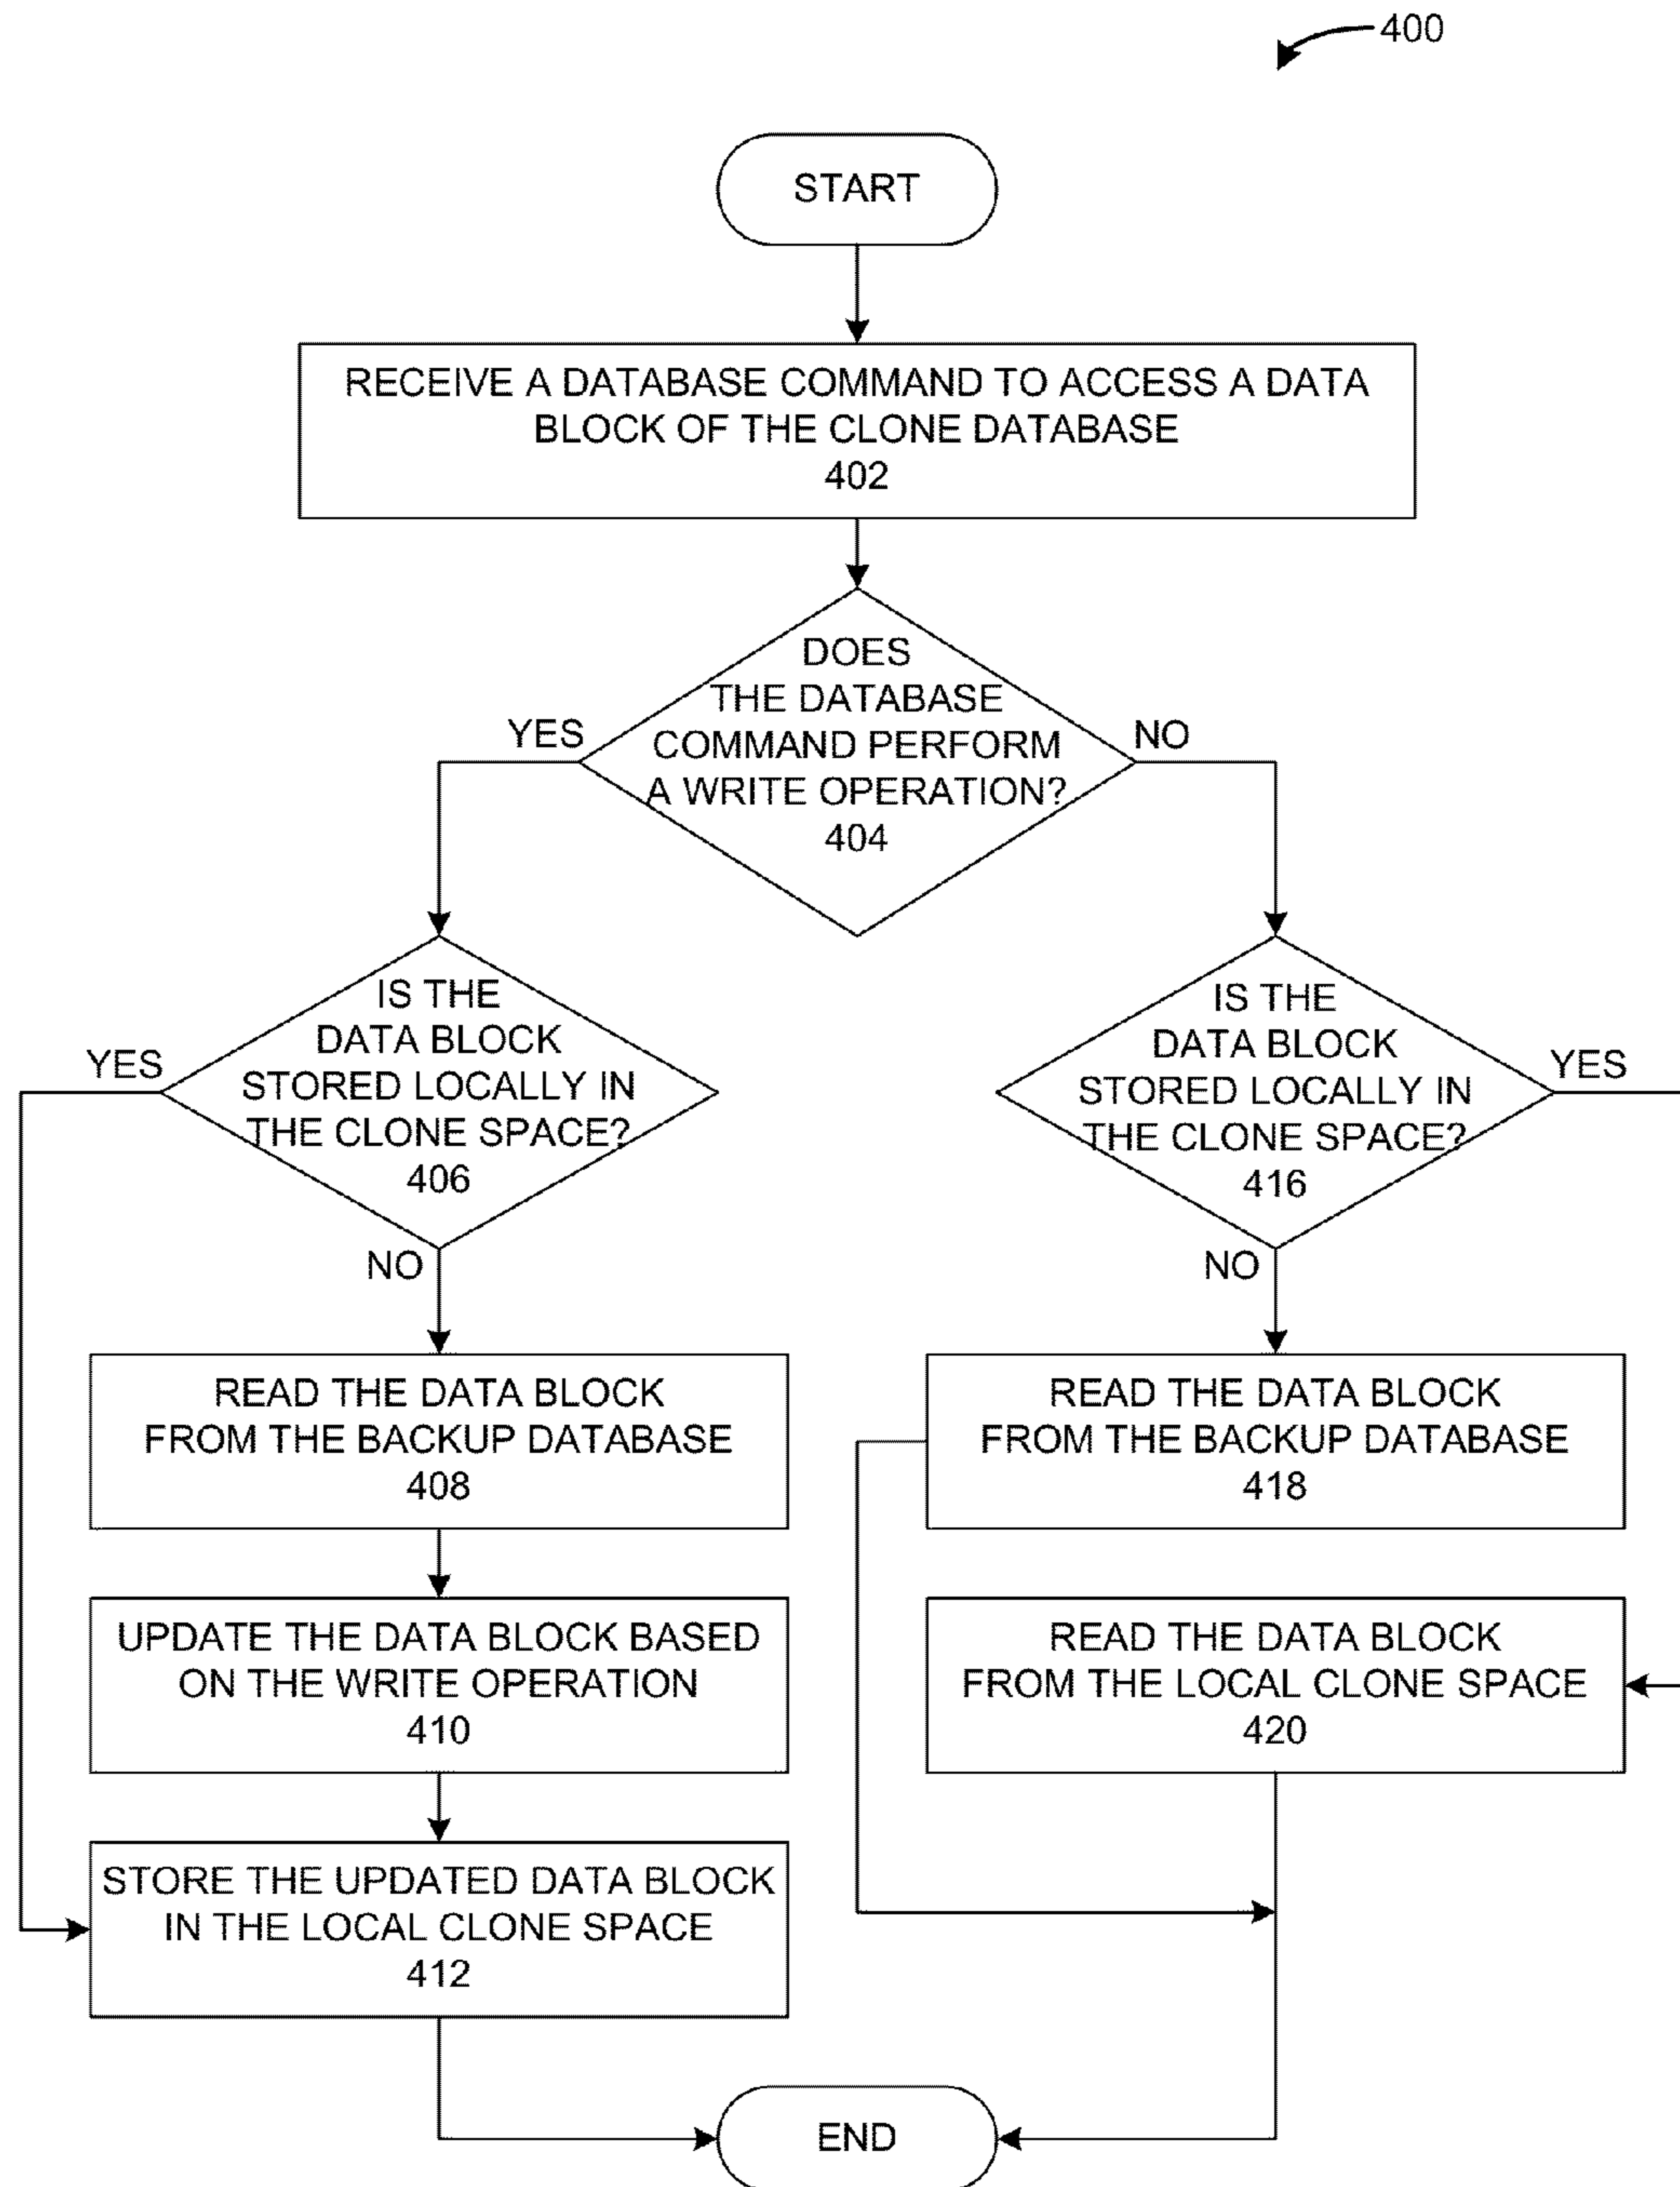 400
START
RECEIVE A DATABASE COMMAND TO ACCESS A DATA
BLOCK OF THE CLONE DATABASE
402
DOES
THE DATABASE
COMMAND PERFORM
A WRITE OPERATION?
404
YES
NO
IS THE
DATA BLOCK
STORED LOCALLY IN
THE CLONE SPACE?
406
YES
NO
IS THE
DATA BLOCK
STORED LOCALLY IN
THE CLONE SPACE?
416
YES
NO
READ THE DATA BLOCK
FROM THE BACKUP DATABASE
408
READ THE DATA BLOCK
FROM THE BACKUP DATABASE
418
UPDATE THE DATA BLOCK BASED
ON THE WRITE OPERATION
410
READ THE DATA BLOCK
FROM THE LOCAL CLONE SPACE
420
STORE THE UPDATED DATA BLOCK
IN THE LOCAL CLONE SPACE
412
END